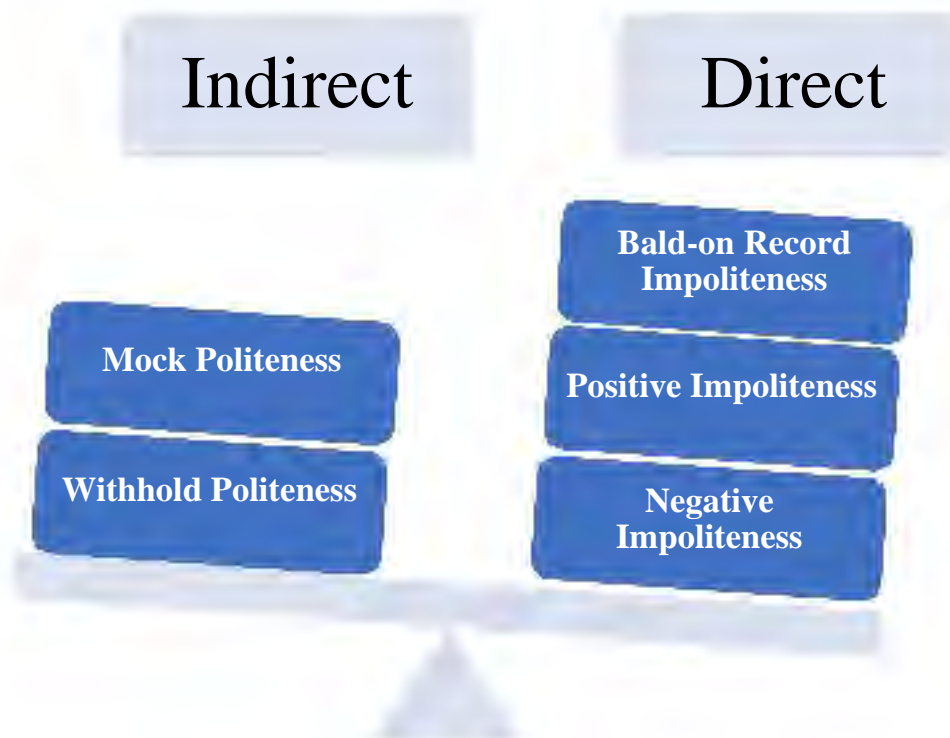 Indirect
Direct
Mock Politeness
Withhold Politeness
Bald-on Record
Impoliteness
Positive Impoliteness
Negative
Impoliteness